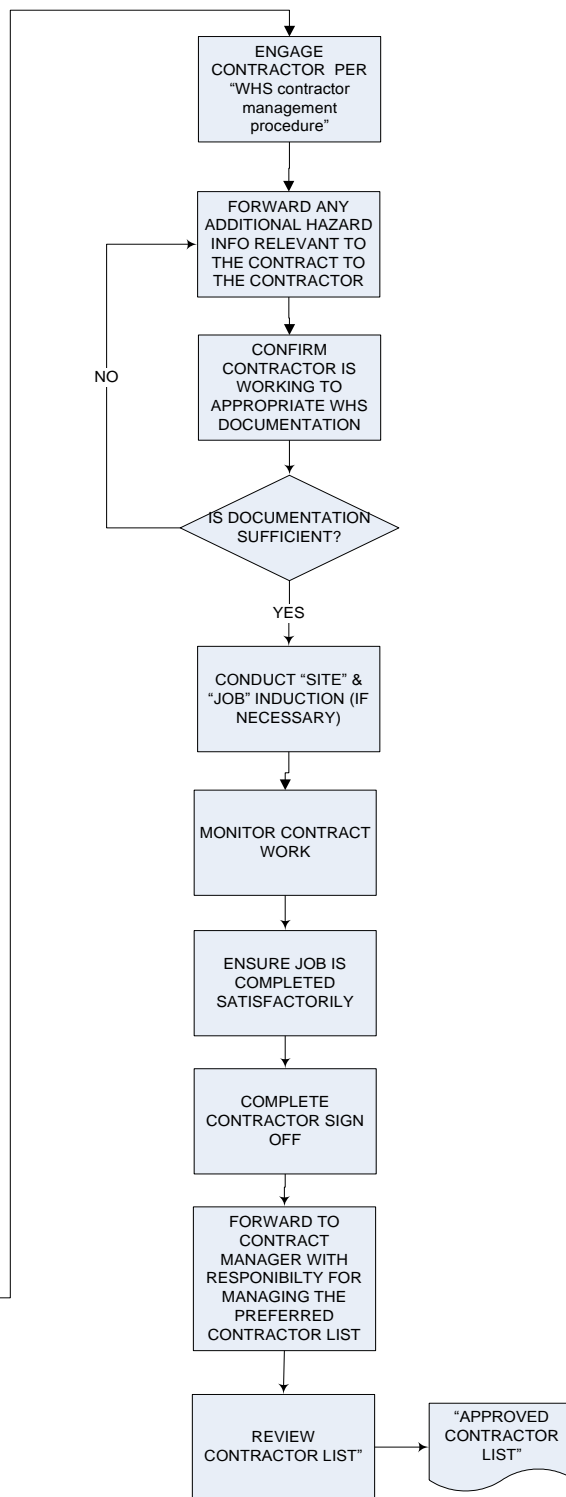 ENGAGE
CONTRACTOR PER
“WHS contractor
management
procedure”
FORWARD ANY
ADDITIONAL HAZARD
INFO RELEVANT TO
THE CONTRACT TO
THE CONTRACTOR
CONFIRM
CONTRACTOR IS
WORKING TO
APPROPRIATE WHS
DOCUMENTATION
NO
IS DOCUMENTATION
SUFFICIENT?
YES
CONDUCT “SITE” &
“JOB” INDUCTION (IF
NECESSARY)
MONITOR CONTRACT
WORK
ENSURE JOB IS
COMPLETED
SATISFACTORILY
COMPLETE
CONTRACTOR SIGN
OFF
FORWARD TO
CONTRACT
MANAGER WITH
RESPONIBILTY FOR
MANAGING THE
PREFERRED
CONTRACTOR LIST
REVIEW
CONTRACTOR LIST”
“APPROVED
CONTRACTOR
LIST”